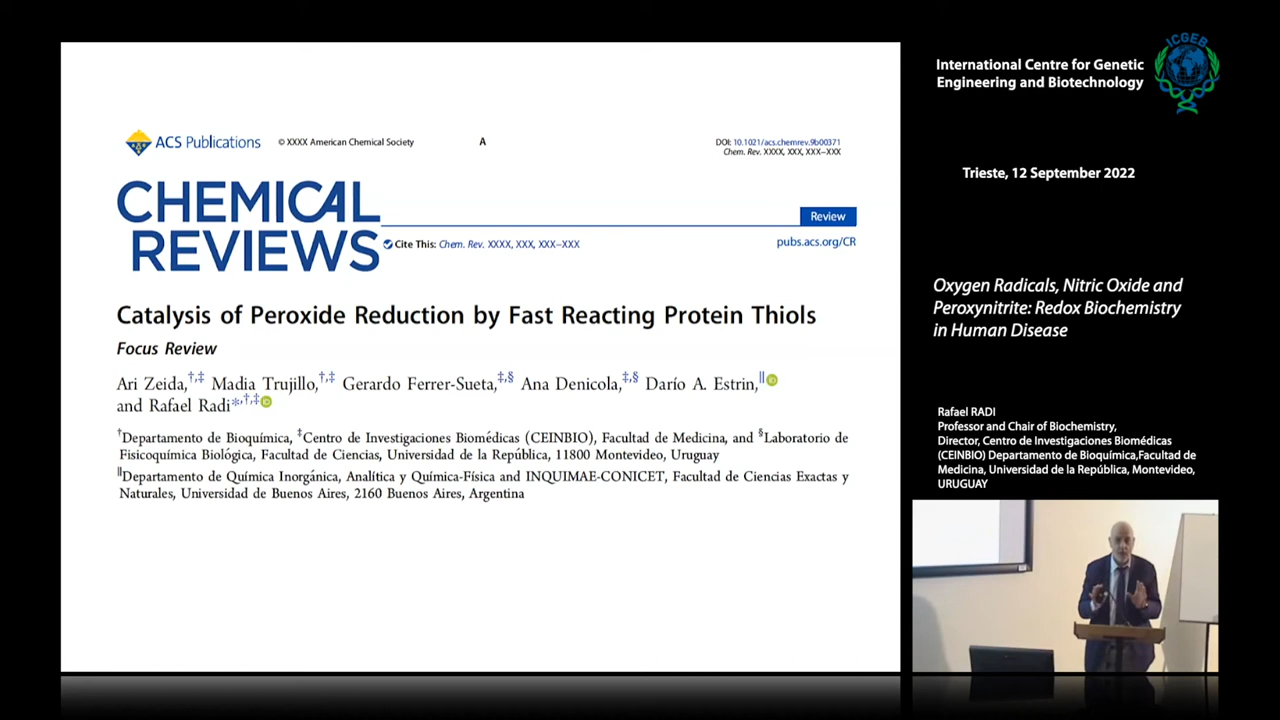 ACS Publications
© XXXX American Chemical Society
A
DOI: 10.1021/acs.chemrev.9b00371
Chem. Rev. XXXX, XXX, XXX−XXX
CHEMICAL
REVIEWS
Review
Cite This: Chem. Rev. XXXX, XXX, XXX−XXX
pubs.acs.org/CR
Catalysis of Peroxide Reduction by Fast Reacting Protein Thiols
Focus Review
Ari Zeida,†,‡ Madia Trujillo,†,‡ Gerardo Ferrer-Sueta,‡,§ Ana Denicola,‡,§ Darío A. Estrin,∥
and Rafael Radi*,†,‡
†Departamento de Bioquímica, ‡Centro de Investigaciones Biomédicas (CEINBIO), Facultad de Medicina, and §Laboratorio de
Fisicoquímica Biológica, Facultad de Ciencias, Universidad de la República, 11800 Montevideo, Uruguay
∥Departamento de Química Inorgánica, Analítica y Química-Física and INQUIMAE-CONICET, Facultad de Ciencias Exactas y
Naturales, Universidad de Buenos Aires, 2160 Buenos Aires, Argentina
International Centre for Genetic
Engineering and Biotechnology
ICGEB
Trieste, 12 September 2022
Oxygen Radicals, Nitric Oxide and
Peroxynitrite: Redox Biochemistry
in Human Disease
Rafael RADI
Professor and Chair of Biochemistry,
Director, Centro de Investigaciones Biomédicas
(CEINBIO) Departamento de Bioquímica,Facultad de
Medicina, Universidad de la República, Montevideo,
URUGUAY